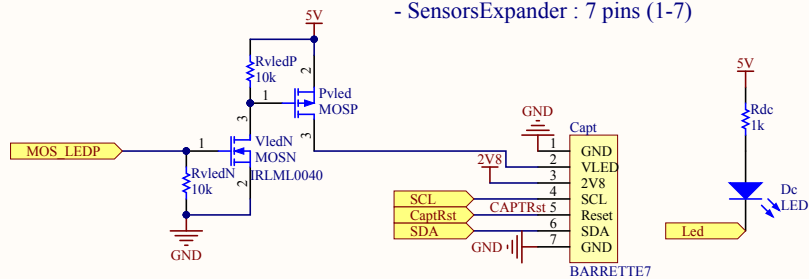 - SensorsExpander : 7 pins (1-7)
5V
RvledP
10k
2
Pvled
MOSP
1
3
3
MOS_LEDP
1
VledN
MOSN
IRLML0040
2
RvledN
10k
GND
GND
Capt
1 GND
2 VLED
2V8
3 2V8
SCL
4 SCL
CaptRst
CAPTRst
5 Reset
SDA
6 SDA
GND
7 GND
BARRETTE7
5V
Rdc
1k
Dc
LED
Led